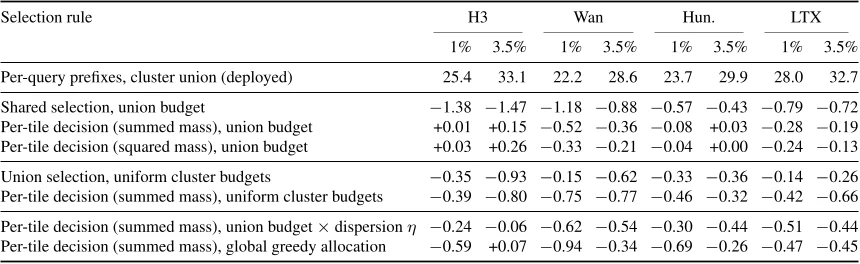 Selection rule H3 Wan Hun. LTX
1% 3.5% 1% 3.5% 1% 3.5% 1% 3.5%
Per-query prefixes, cluster union (deployed) 25.4 33.1 22.2 28.6 23.7 29.9 28.0 32.7
Shared selection, union budget −1.38 −1.47 −1.18 −0.88 −0.57 −0.43 −0.79 −0.72
Per-tile decision (summed mass), union budget +0.01 +0.15 −0.52 −0.36 −0.08 +0.03 −0.28 −0.19
Per-tile decision (squared mass), union budget +0.03 +0.26 −0.33 −0.21 −0.04 +0.00 −0.24 −0.13
Union selection, uniform cluster budgets −0.35 −0.93 −0.15 −0.62 −0.33 −0.36 −0.14 −0.26
Per-tile decision (summed mass), uniform cluster budgets −0.39 −0.80 −0.75 −0.77 −0.46 −0.32 −0.42 −0.66
Per-tile decision (summed mass), union budget × dispersion η −0.24 −0.06 −0.62 −0.54 −0.30 −0.44 −0.51 −0.44
Per-tile decision (summed mass), global greedy allocation −0.59 +0.07 −0.94 −0.34 −0.69 −0.26 −0.47 −0.45